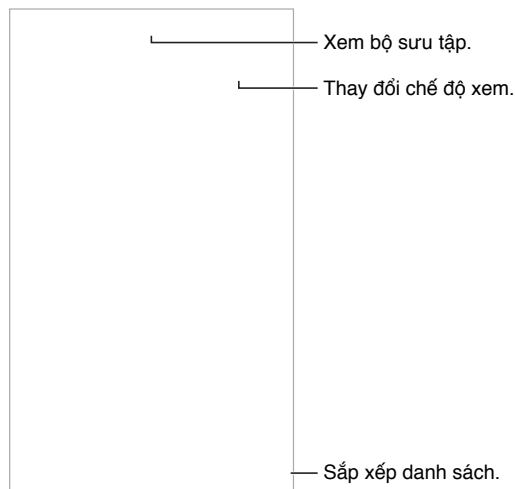 Xem bộ sưu tập.
Thay đổi chế độ xem.
Sắp xếp danh sách.